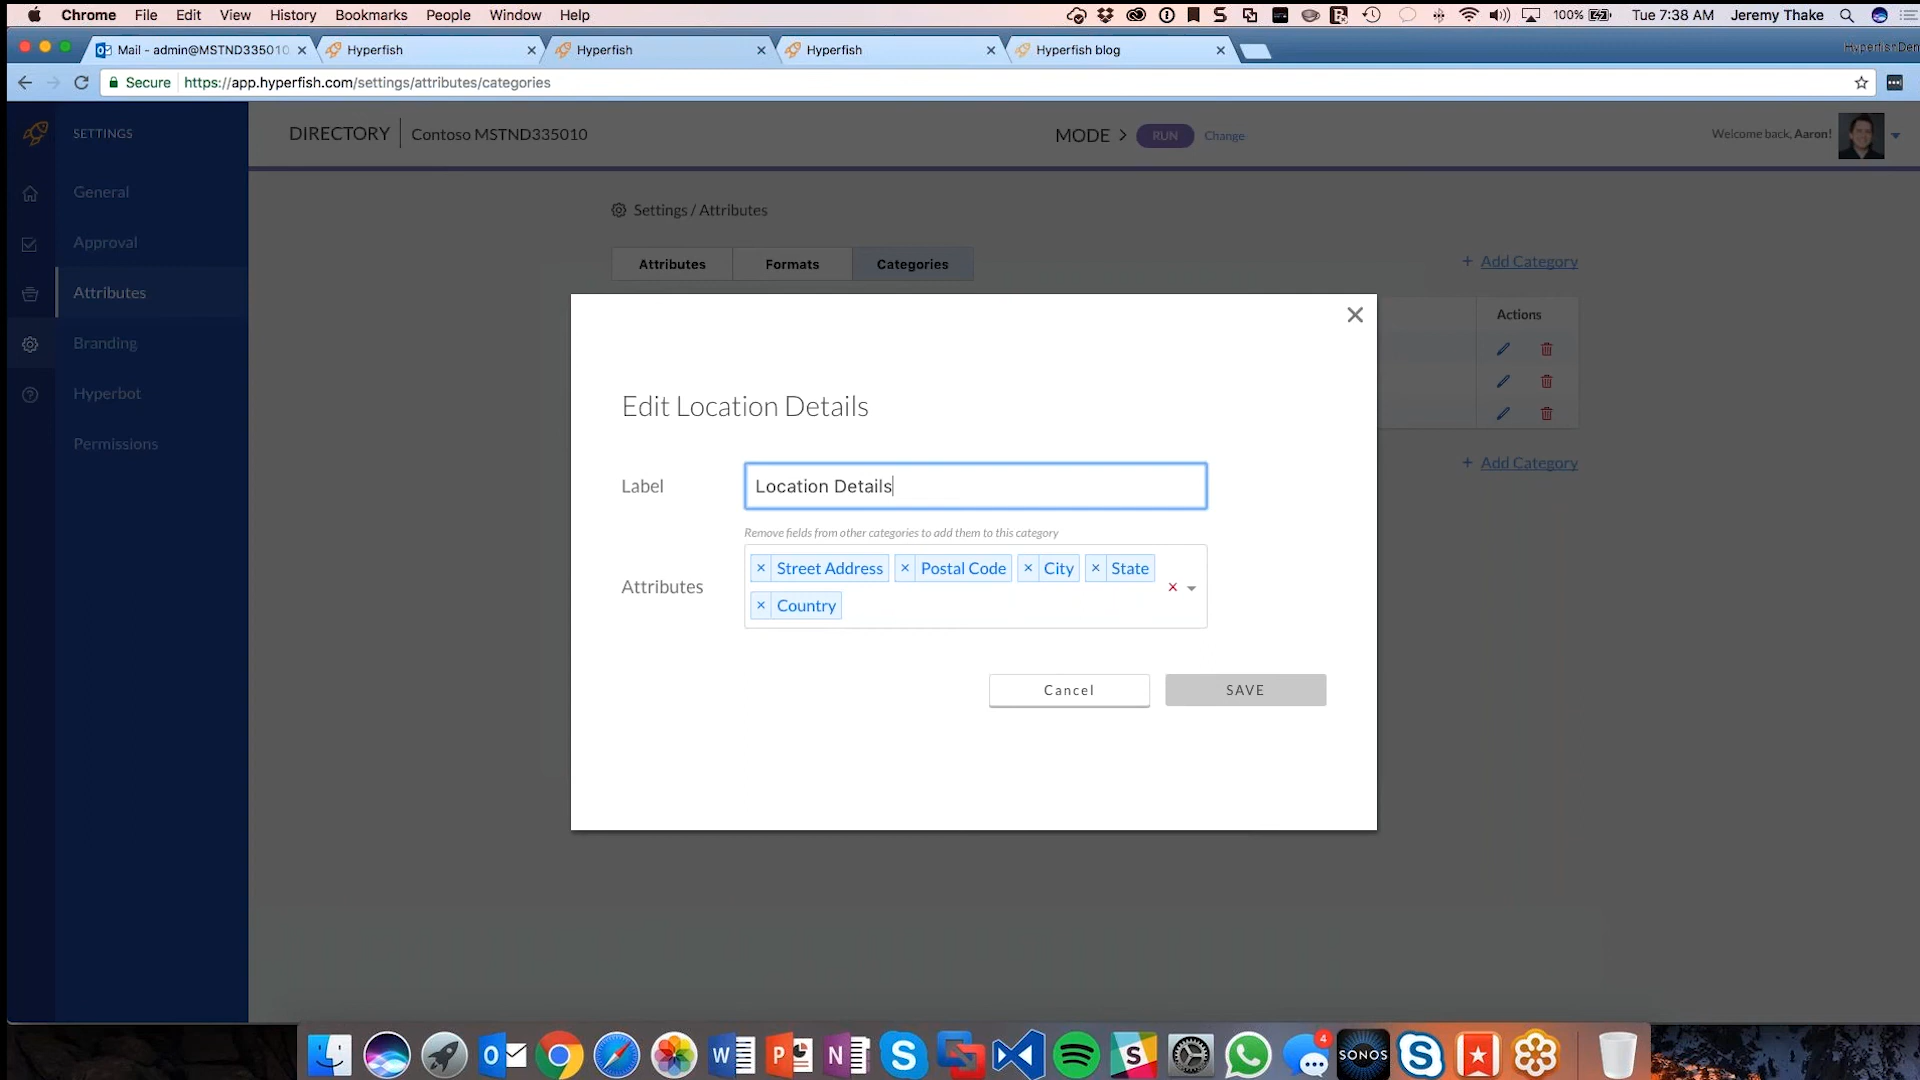 Chrome File Edit View History Bookmarks People Window Help 100% Tue 7:38 AM Jeremy Thake
Mail - admin@MSTND335010 Hyperfish Hyperfish Hyperfish Hyperfish blog
Secure https://app.hyperfish.com/settings/attributes/categories
SETTINGS DIRECTORY Contoso MSTND335010 MODE > RUN Change Welcome back, Aaron!
General
Settings / Attributes
Approval
Attributes Formats Categories + Add Category
Attributes
Actions
Branding
Edit Location Details
Hyperbot
Permissions
+ Add Category
Label Location Details
Remove fields from other categories to add them to this category
Attributes × Street Address × Postal Code × City × State
× Country
Cancel SAVE
4
SONOS